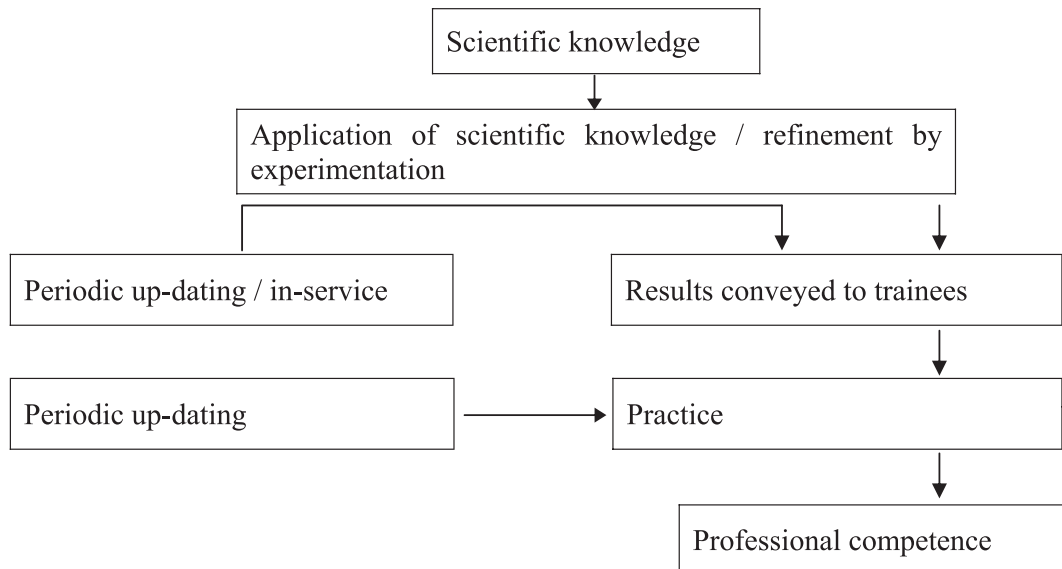 Scientific knowledge
Application of scientific knowledge / refinement by
experimentation
Periodic up-dating / in-service
Results conveyed to trainees
Periodic up-dating
Practice
Professional competence